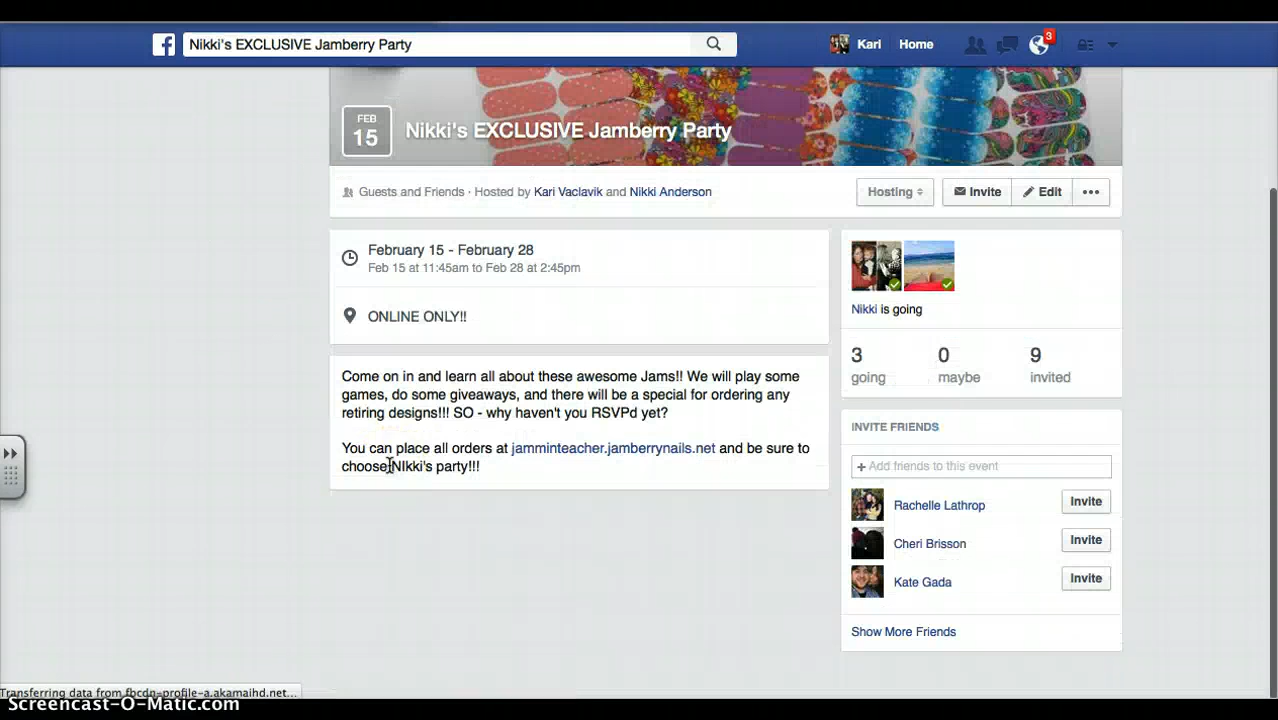 Nikki's EXCLUSIVE Jamberry Party
Kari
Home
3
FEB
15
Nikki's EXCLUSIVE Jamberry Party
Guests and Friends · Hosted by Kari Vaclavik and Nikki Anderson
Hosting
Invite
Edit
February 15 - February 28
Feb 15 at 11:45am to Feb 28 at 2:45pm
ONLINE ONLY!!
Come on in and learn all about these awesome Jams!! We will play some
games, do some giveaways, and there will be a special for ordering any
retiring designs!!! SO - why haven't you RSVPd yet?
You can place all orders at jamminteacher.jamberrynails.net and be sure to
choose NIkki's party!!!
Nikki is going
3
0
9
going
maybe
invited
INVITE FRIENDS
+ Add friends to this event
Rachelle Lathrop
Invite
Cheri Brisson
Invite
Kate Gada
Invite
Show More Friends
Transferring data from fbcdn-profile-a.akamaihd.net...
Screencast-O-Matic.com